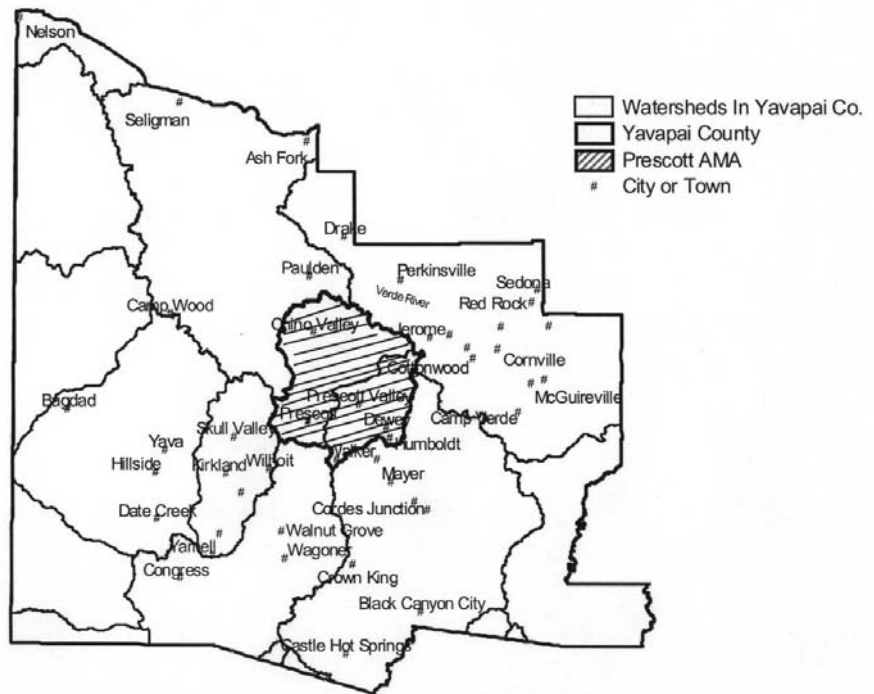 Nelson
Seligman
Ash Fork
Watersheds In Yavapai Co.
Yavapai County
Prescott AMA
# City or Town
Drake
Paulden
Perkinsville
Sedona
Verde River
Red Rock
Camp Wood
Chino Valley
Jerome
Cottonwood
Cornville
Bagdad
Prescott Valley
McGuireville
Prescott
Camp Verde
Skull Valley
Dewey
Yava
Humboldt
Walker
Hillside
Kirkland
Wilhoit
Mayer
Date Creek
Cordes Junction
Walnut Grove
Yarnell
Wagoner
Congress
Crown King
Black Canyon City
Castle Hot Springs